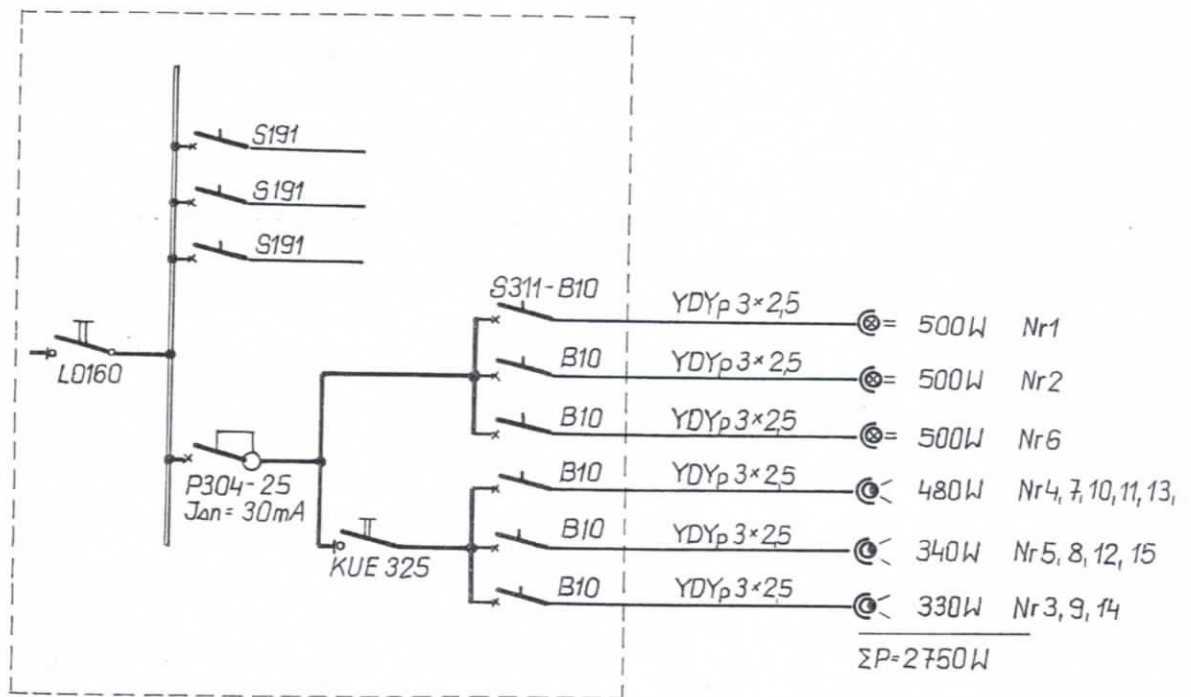 S191
S191
S191
S311-B10 YDYp 3×2,5 500W Nr1
L0160
B10 YDYp 3×2,5 500W Nr2
B10 YDYp 3×2,5 500W Nr6
P304-25
JΔn = 30mA
B10 YDYp 3×2,5 480W Nr4, 7, 10, 11, 13,
KUE 325
B10 YDYp 3×2,5 340W Nr5, 8, 12, 15
B10 YDYp 3×2,5 330W Nr3, 9, 14
ΣP=2750W